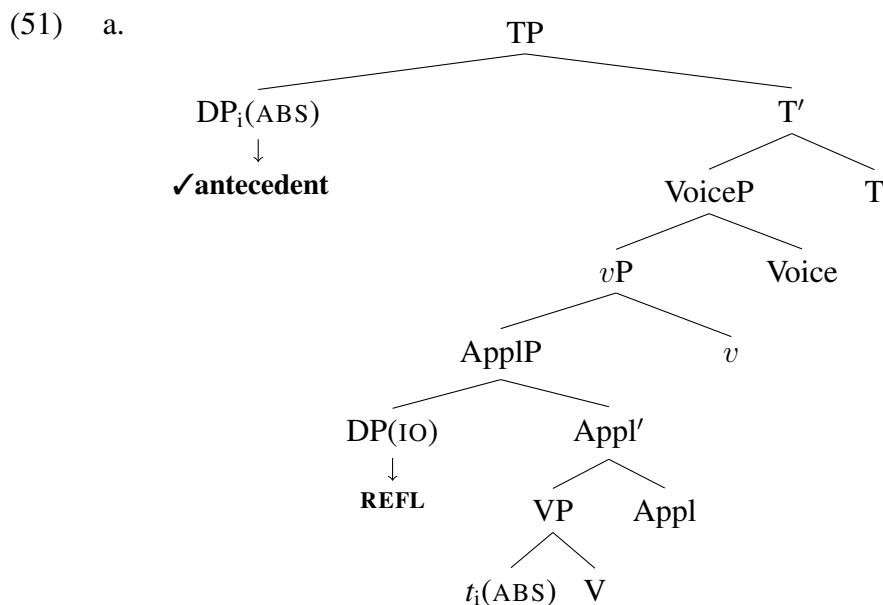 (51) a. TP
DPᵢ(ABS) T′
↓
✓antecedent VoiceP T
vP Voice
ApplP v
DP(IO) Appl′
↓
REFL VP Appl
tᵢ(ABS) V